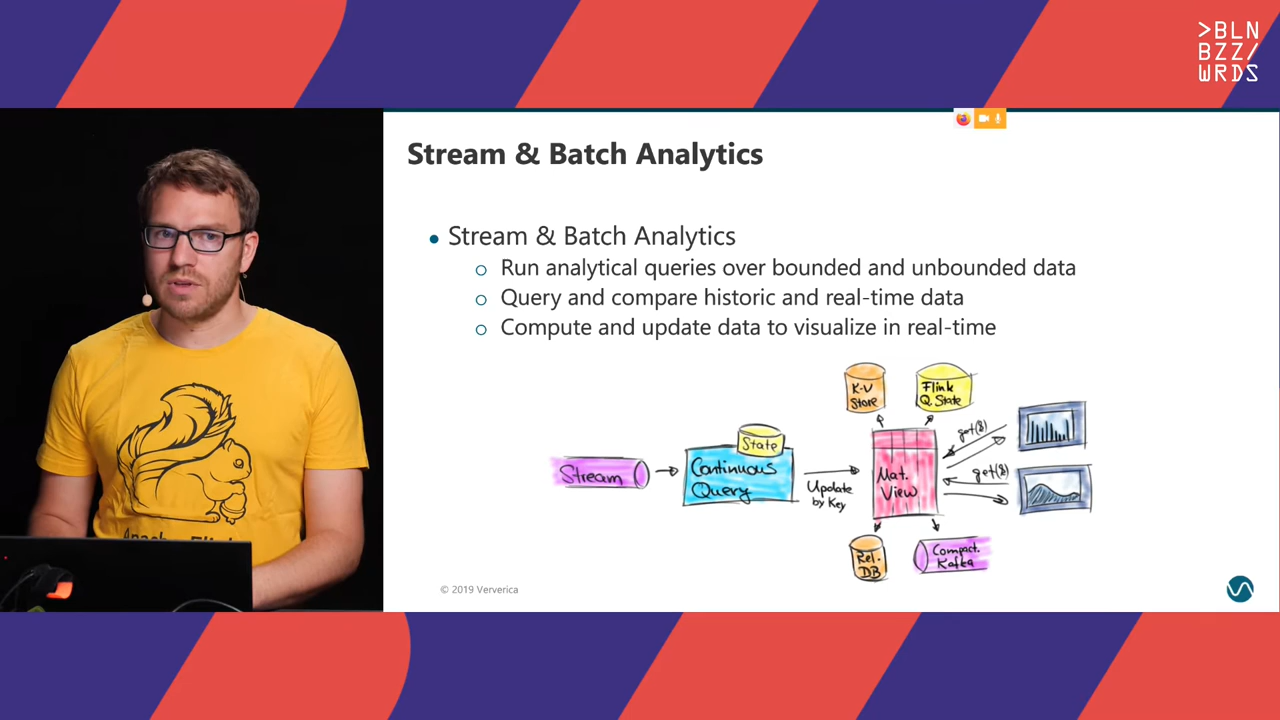 >BLN
BZZ/
WRDS
Stream & Batch Analytics
• Stream & Batch Analytics
o Run analytical queries over bounded and unbounded data
o Query and compare historic and real-time data
o Compute and update data to visualize in real-time
K-V
Store
Flink
Q. State
State
Stream
Continuous
Query
Update
by Key
Mat.
View
get(k)
get(k)
Rel.
DB
Compact.
Kafka
© 2019 Ververica